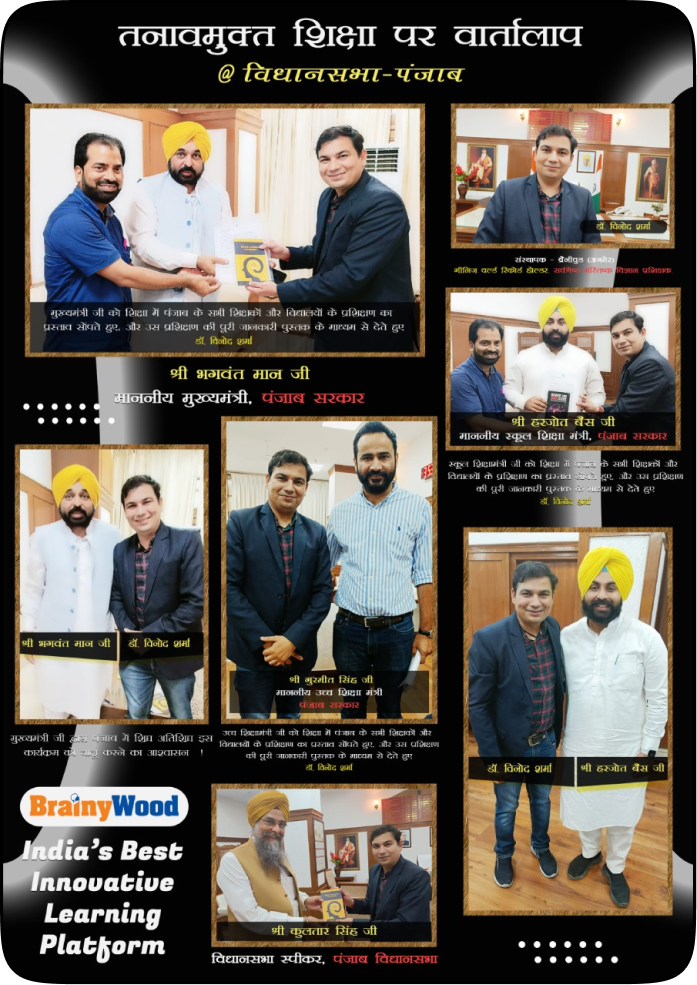 तनावमुक्त शिक्षा पर वार्तालाप
@ विधानसभा-पंजाब
मुख्यमंत्री जी को शिक्षा में पंजाब के सभी शिक्षकों और विद्यालयों के प्रशिक्षण का
प्रस्ताव सौंपते हुए, और उस प्रशिक्षण की पूरी जानकारी पुस्तक के माध्यम से देते हुए
डॉ. विनोद शर्मा
श्री भगवंत मान जी
माननीय मुख्यमंत्री, पंजाब सरकार
डॉ. विनोद शर्मा
संस्थापक - ब्रैनीवुड
गीनिज वर्ल्ड रिकॉर्ड होल्डर, सर्वश्रेष्ठ मस्तिष्क विज्ञान प्रशिक्षक
श्री हरजोत बैंस जी
माननीय स्कूल शिक्षा मंत्री, पंजाब सरकार
स्कूल शिक्षामंत्री जी को शिक्षा में पंजाब के सभी शिक्षकों और
विद्यालयों के प्रशिक्षण का प्रस्ताव सौंपते हुए, और उस प्रशिक्षण
की पूरी जानकारी पुस्तक के माध्यम से देते हुए
डॉ. विनोद शर्मा
श्री भगवंत मान जी
डॉ. विनोद शर्मा
मुख्यमंत्री जी द्वारा पंजाब में शिघ्र अतिशिघ्र इस
कार्यक्रम को चालू करने का आश्वासन !
श्री गुरमीत सिंह जी
माननीय उच्च शिक्षा मंत्री
पंजाब सरकार
उच्च शिक्षामंत्री जी को शिक्षा में पंजाब के सभी शिक्षकों और
विद्यालयों के प्रशिक्षण का प्रस्ताव सौंपते हुए, और उस प्रशिक्षण
की पूरी जानकारी पुस्तक के माध्यम से देते हुए
डॉ. विनोद शर्मा
डॉ. विनोद शर्मा
श्री हरजोत बैंस जी
BrainyWood
India's Best
Innovative
Learning
Platform
श्री कुलतार सिंह जी
विधानसभा स्पीकर, पंजाब विधानसभा